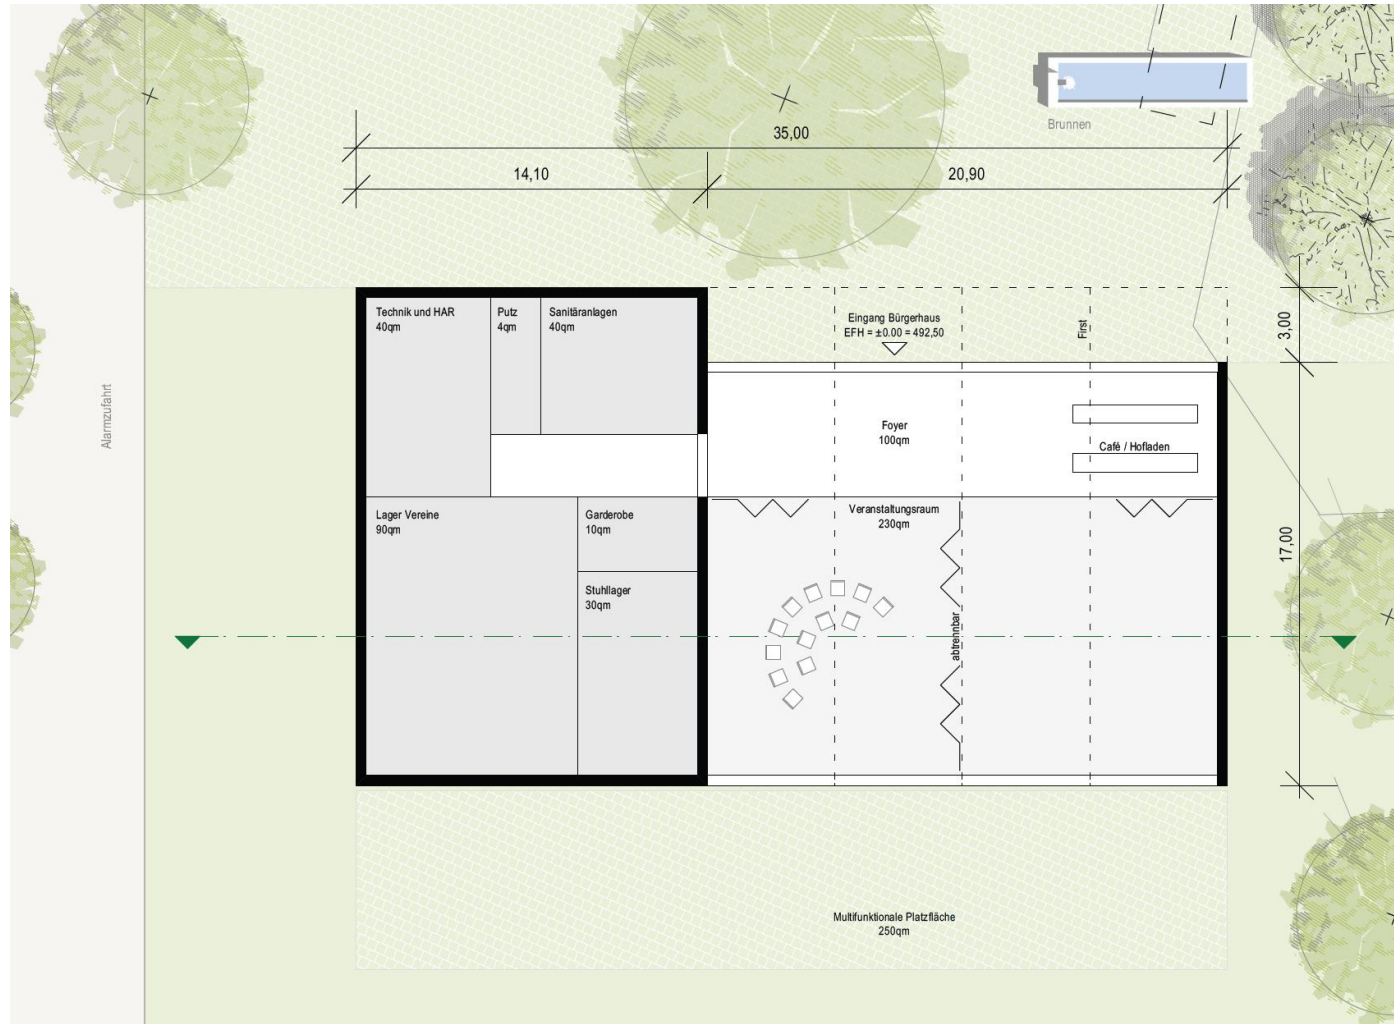 Brunnen
35,00
14,10
20,90
Technik und HAR
40qm
Putz
4qm
Sanitäranlagen
40qm
Eingang Bürgerhaus
EFH = ±0.00 = 492,50
First
3,00
Alarmzufahrt
Foyer
100qm
Café / Hofladen
Lager Vereine
90qm
Garderobe
10qm
Veranstaltungsraum
230qm
17,00
Stuhllager
30qm
abtrennbar
Multifunktionale Platzfläche
250qm